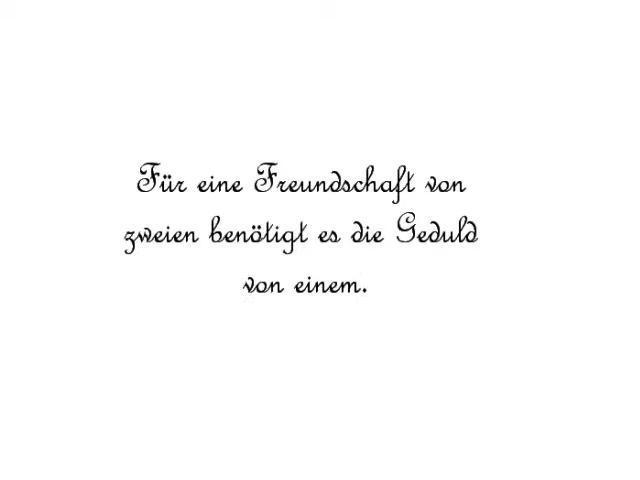 Für eine Freundschaft von
zweien benötigt es die Geduld
von einem.